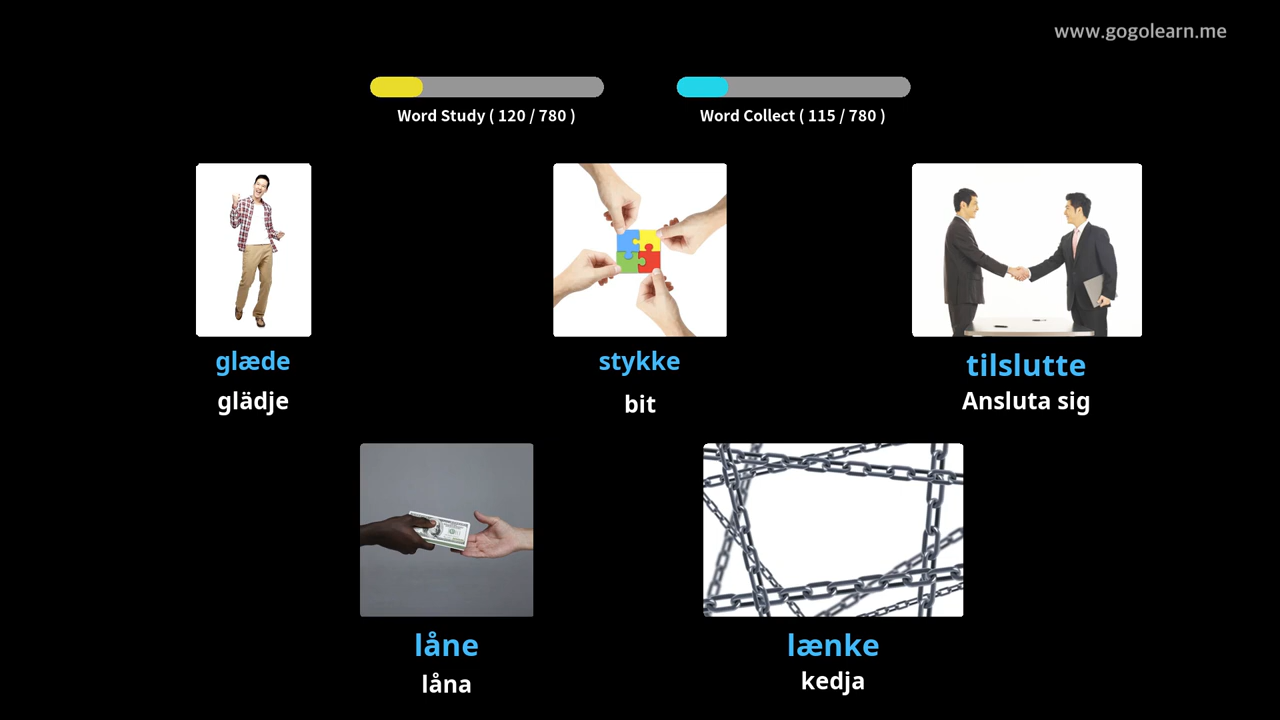 www.gogolearn.me
Word Study ( 120 / 780 )
Word Collect ( 115 / 780 )
glæde
glädje
stykke
bit
tilslutte
Ansluta sig
låne
låna
lænke
kedja